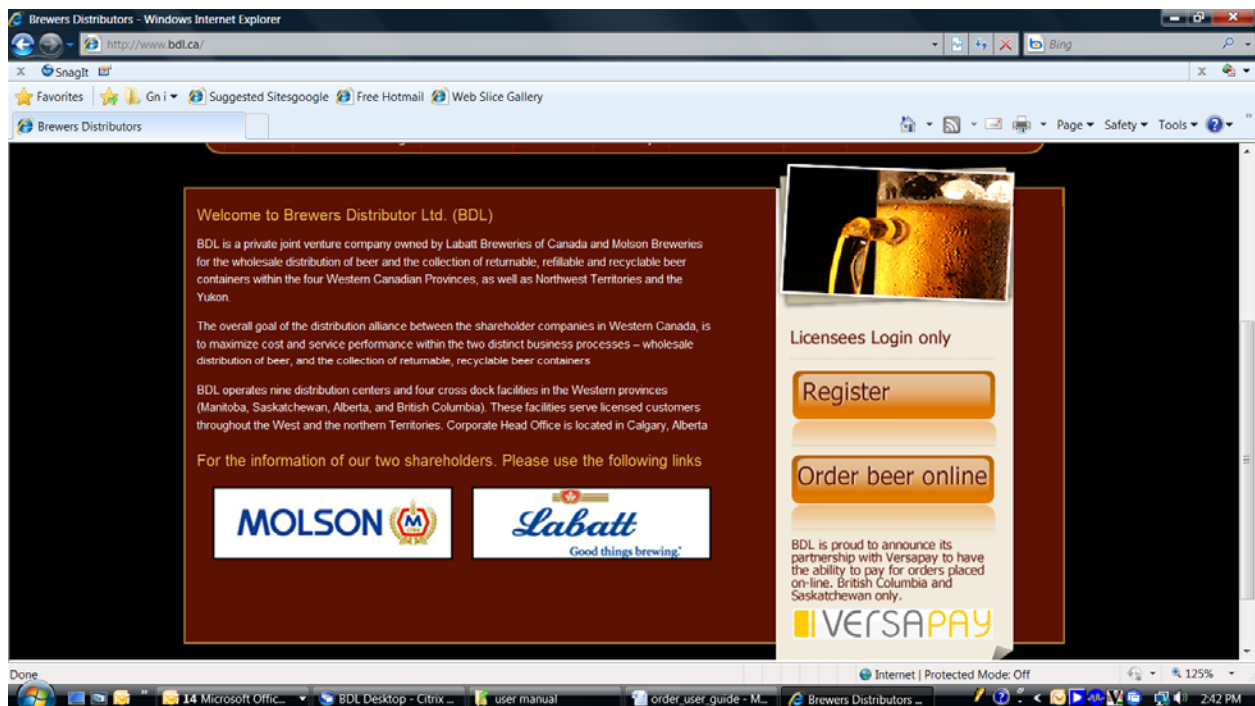 Brewers Distributors - Windows Internet Explorer
http://www.bdl.ca/
Bing
x SnagIt
x
Favorites Gn i Suggested Sitesgoogle Free Hotmail Web Slice Gallery
Brewers Distributors
Page Safety Tools
Welcome to Brewers Distributor Ltd. (BDL)
BDL is a private joint venture company owned by Labatt Breweries of Canada and Molson Breweries
for the wholesale distribution of beer and the collection of returnable, refillable and recyclable beer
containers within the four Western Canadian Provinces, as well as Northwest Territories and the
Yukon.
The overall goal of the distribution alliance between the shareholder companies in Western Canada, is
to maximize cost and service performance within the two distinct business processes – wholesale
distribution of beer, and the collection of returnable, recyclable beer containers
BDL operates nine distribution centers and four cross dock facilities in the Western provinces
(Manitoba, Saskatchewan, Alberta, and British Columbia). These facilities serve licensed customers
throughout the West and the northern Territories. Corporate Head Office is located in Calgary, Alberta
For the information of our two shareholders. Please use the following links
MOLSON M
Labatt
Good things brewing.
Licensees Login only
Register
Order beer online
BDL is proud to announce its
partnership with Versapay to have
the ability to pay for orders placed
on-line. British Columbia and
Saskatchewan only.
VERSAPAY
Done
Internet | Protected Mode: Off
125%
14 Microsoft Offic...
BDL Desktop - Citrix ...
user manual
order_user_guide - M...
Brewers Distributors ...
2:42 PM